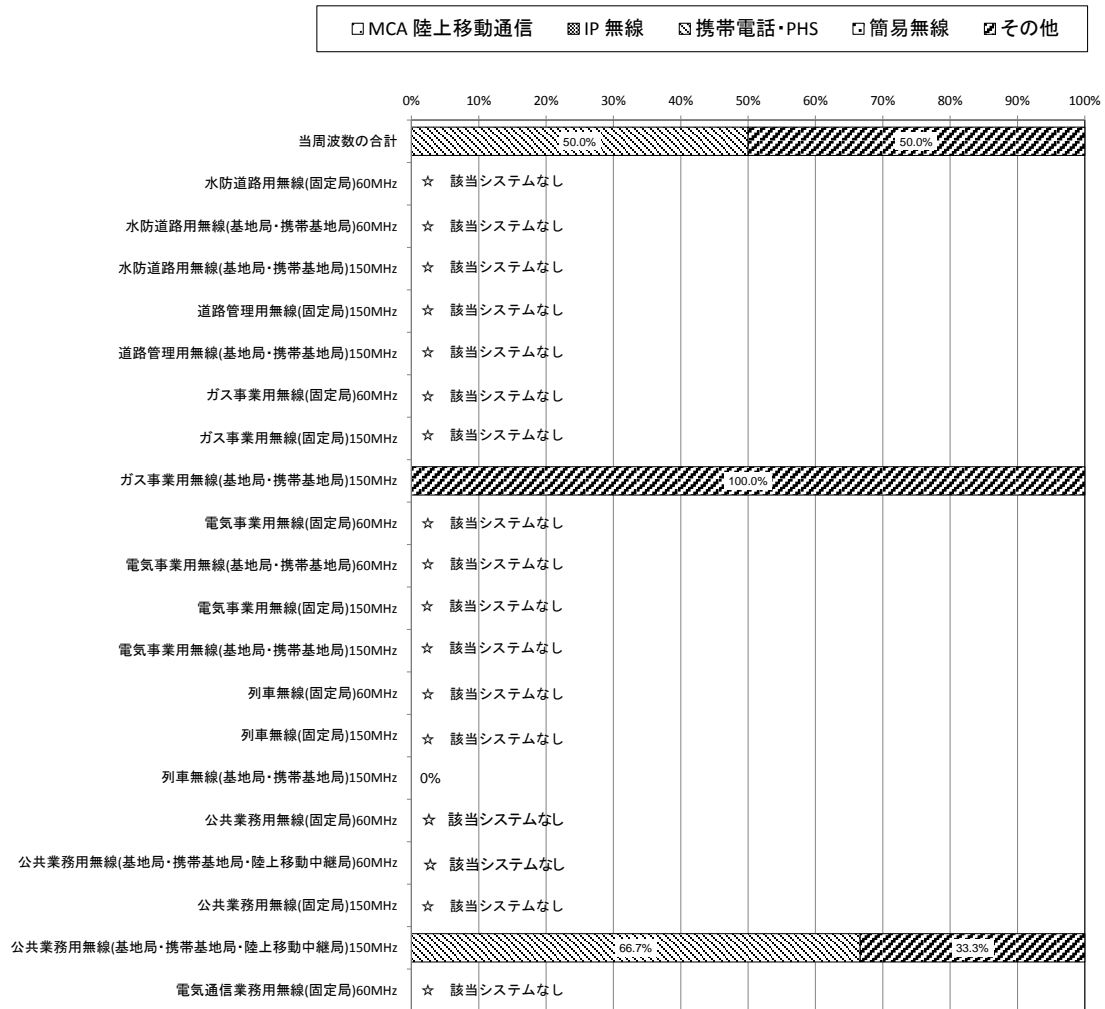 MCA 陸上移動通信 IP 無線 携帯電話・PHS 簡易無線 その他
0% 10% 20% 30% 40% 50% 60% 70% 80% 90% 100%
当周波数の合計 50.0% 50.0%
水防道路用無線(固定局)60MHz ☆ 該当システムなし
水防道路用無線(基地局・携帯基地局)60MHz ☆ 該当システムなし
水防道路用無線(基地局・携帯基地局)150MHz ☆ 該当システムなし
道路管理用無線(固定局)150MHz ☆ 該当システムなし
道路管理用無線(基地局・携帯基地局)150MHz ☆ 該当システムなし
ガス事業用無線(固定局)60MHz ☆ 該当システムなし
ガス事業用無線(固定局)150MHz ☆ 該当システムなし
ガス事業用無線(基地局・携帯基地局)150MHz 100.0%
電気事業用無線(固定局)60MHz ☆ 該当システムなし
電気事業用無線(基地局・携帯基地局)60MHz ☆ 該当システムなし
電気事業用無線(固定局)150MHz ☆ 該当システムなし
電気事業用無線(基地局・携帯基地局)150MHz ☆ 該当システムなし
列車無線(固定局)60MHz ☆ 該当システムなし
列車無線(固定局)150MHz ☆ 該当システムなし
列車無線(基地局・携帯基地局)150MHz 0%
公共業務用無線(固定局)60MHz ☆ 該当システムなし
公共業務用無線(基地局・携帯基地局・陸上移動中継局)60MHz ☆ 該当システムなし
公共業務用無線(固定局)150MHz ☆ 該当システムなし
公共業務用無線(基地局・携帯基地局・陸上移動中継局)150MHz 66.7% 33.3%
電気通信業務用無線(固定局)60MHz ☆ 該当システムなし